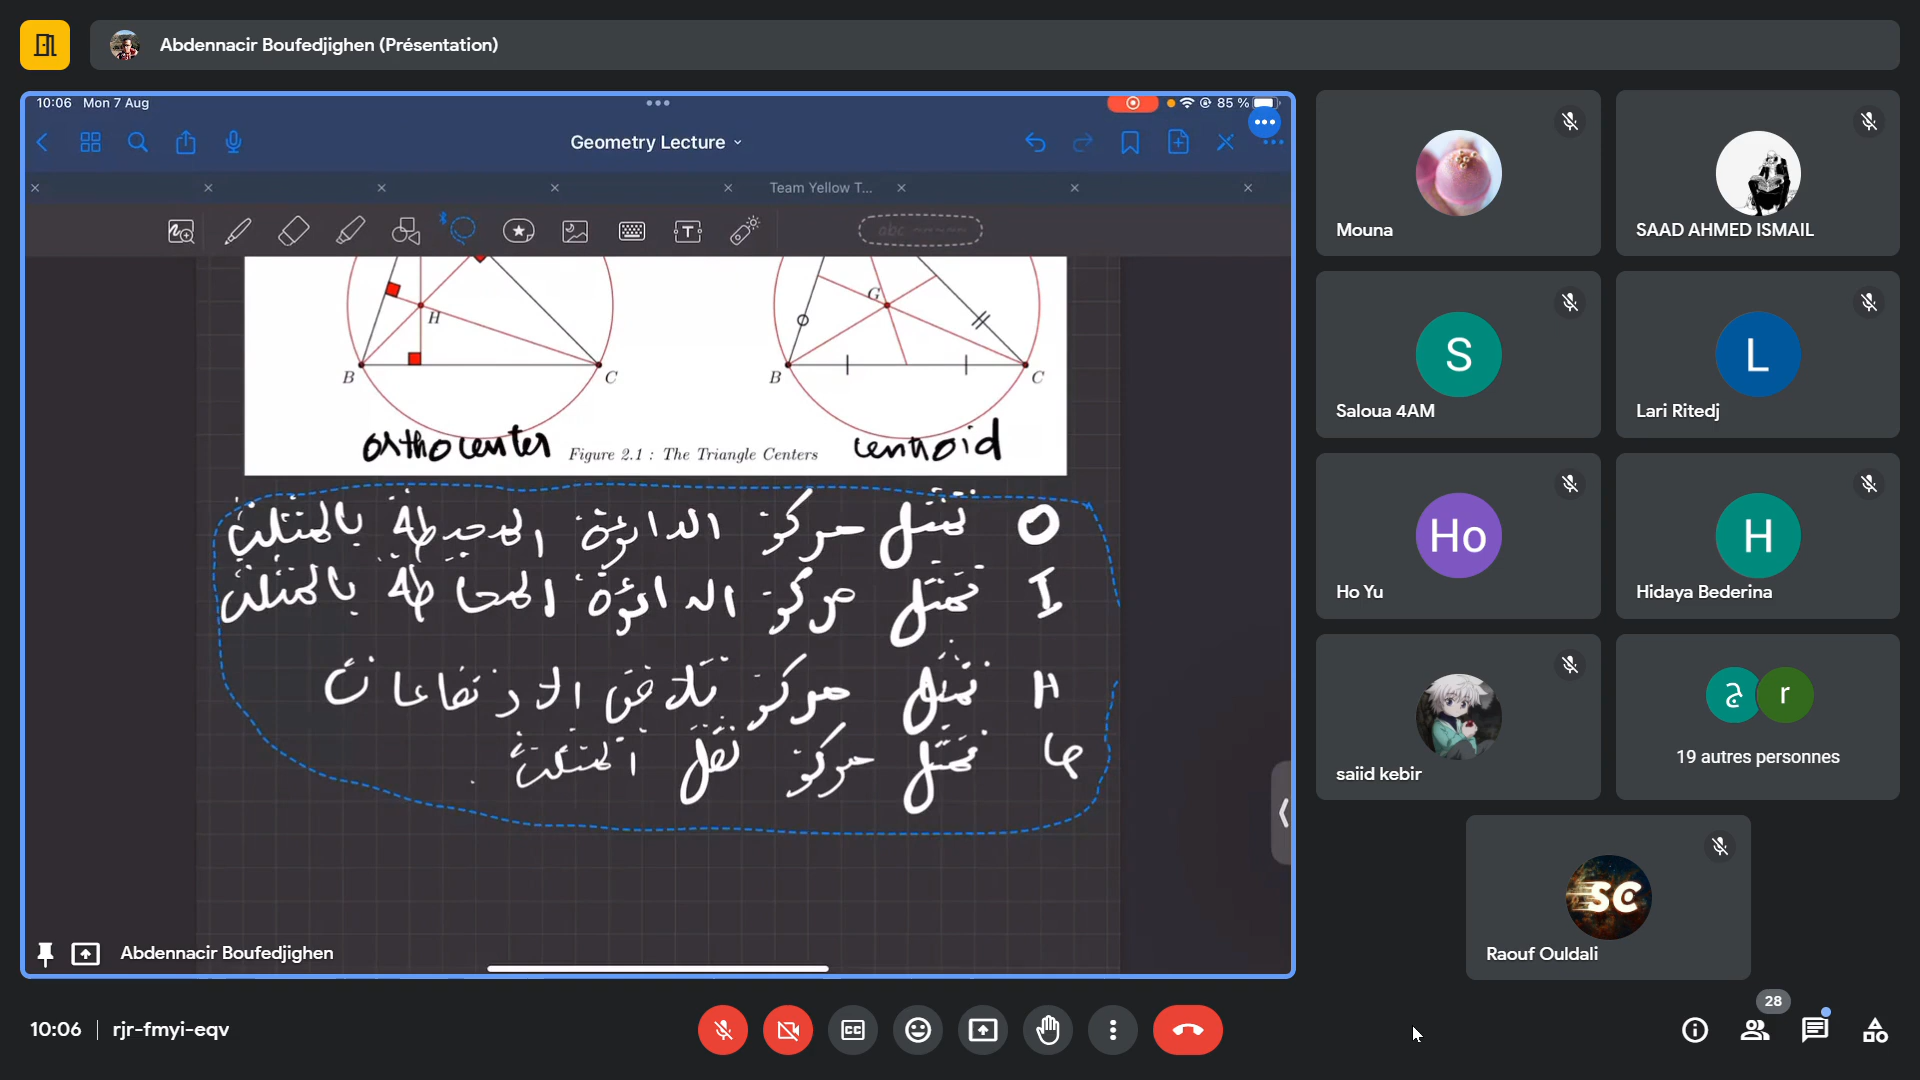 Abdennacir Boufedjighen (Présentation)
10:06 Mon 7 Aug
85 %
Geometry Lecture
Team Yellow T...
abc
H
B
C
G
B
C
orthocenter
Figure 2.1 : The Triangle Centers
centroid
O تمثل مركز الدائرة المحيطة بالمثلث
I تمثل مركز الدائرة المحاطة بالمثلث
H تمثل مركز تلاقي الارتفاعات
G تمثل مركز ثقل المثلث
Abdennacir Boufedjighen
Mouna
SAAD AHMED ISMAIL
S
Saloua 4AM
L
Lari Ritedj
Ho
Ho Yu
H
Hidaya Bederina
saiid kebir
r
19 autres personnes
SC
Raouf Ouldali
10:06
rjr-fmyi-eqv
28